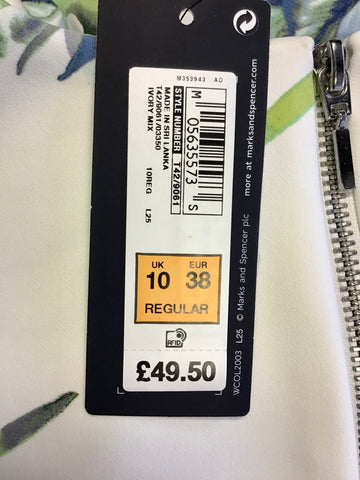 M353943 AD
M
05635573
S
STYLE NUMBER T42/9061
T42/9061/03350
MADE IN SRI LANKA
IVORY MIX
10REG L25
UK EUR
10 38
REGULAR
RFID
£49.50
more at marksandspencer.com
© Marks and Spencer plc
WCOL2003 L25